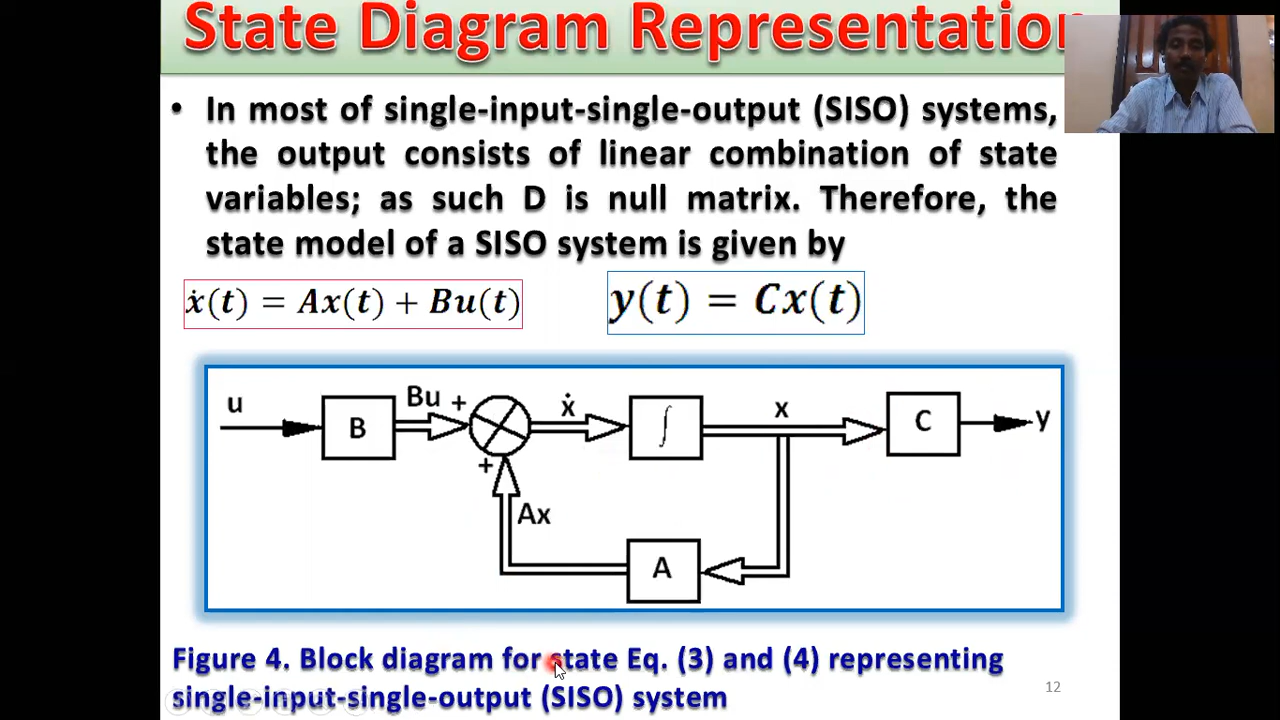 State Diagram Representation
• In most of single-input-single-output (SISO) systems,
the output consists of linear combination of state
variables; as such D is null matrix. Therefore, the
state model of a SISO system is given by
ẋ(t) = Ax(t) + Bu(t)
y(t) = Cx(t)
u
B
Bu
+
+
ẋ
∫
x
C
y
Ax
A
Figure 4. Block diagram for state Eq. (3) and (4) representing
single-input-single-output (SISO) system
12